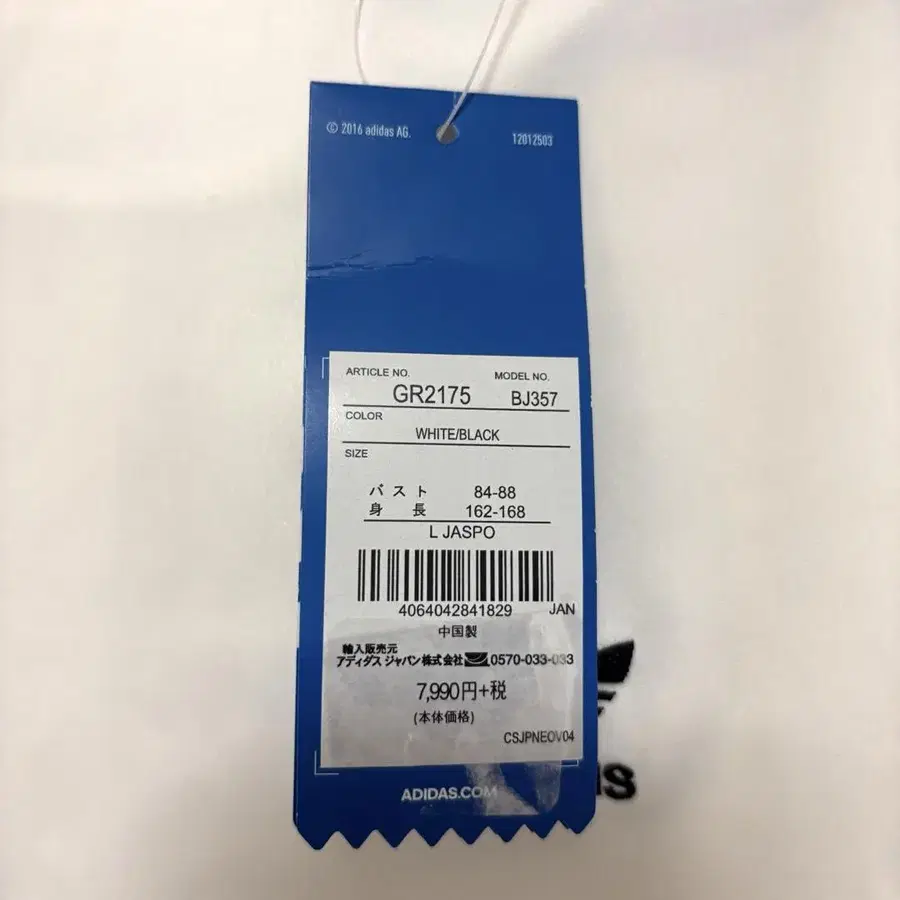 © 2016 adidas AG.
12012503
ARTICLE NO. MODEL NO.
GR2175 BJ357
COLOR
WHITE/BLACK
SIZE
バスト 84-88
身長 162-168
L JASPO
4064042841829 JAN
中国製
輸入販売元
アディダス ジャパン株式会社 0570-033-033
7,990円+税
(本体価格)
CSJPNEOV04
ADIDAS.COM